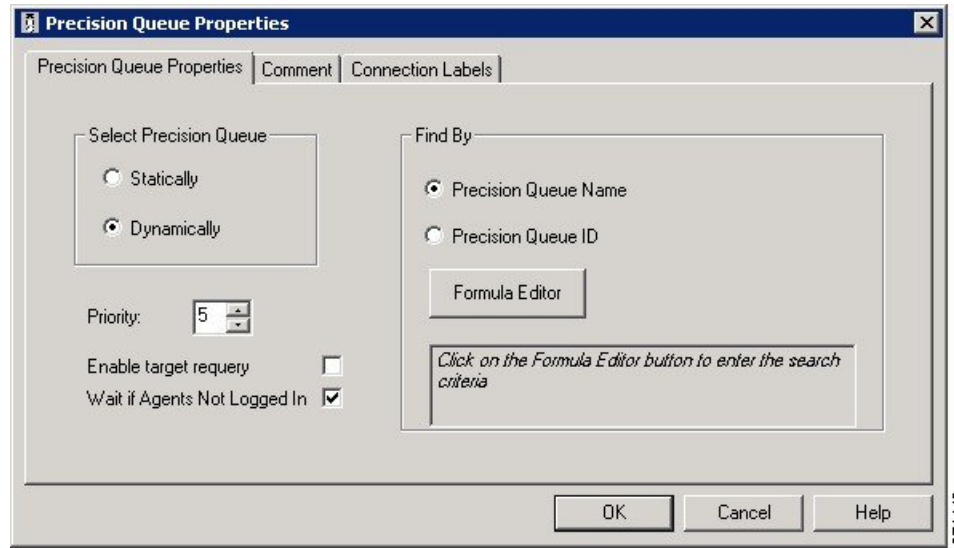 Precision Queue Properties
Precision Queue Properties
Comment
Connection Labels
Select Precision Queue
Statically
Dynamically
Priority:
5
Enable target requery
Wait if Agents Not Logged In
Find By
Precision Queue Name
Precision Queue ID
Formula Editor
Click on the Formula Editor button to enter the search
criteria
OK
Cancel
Help